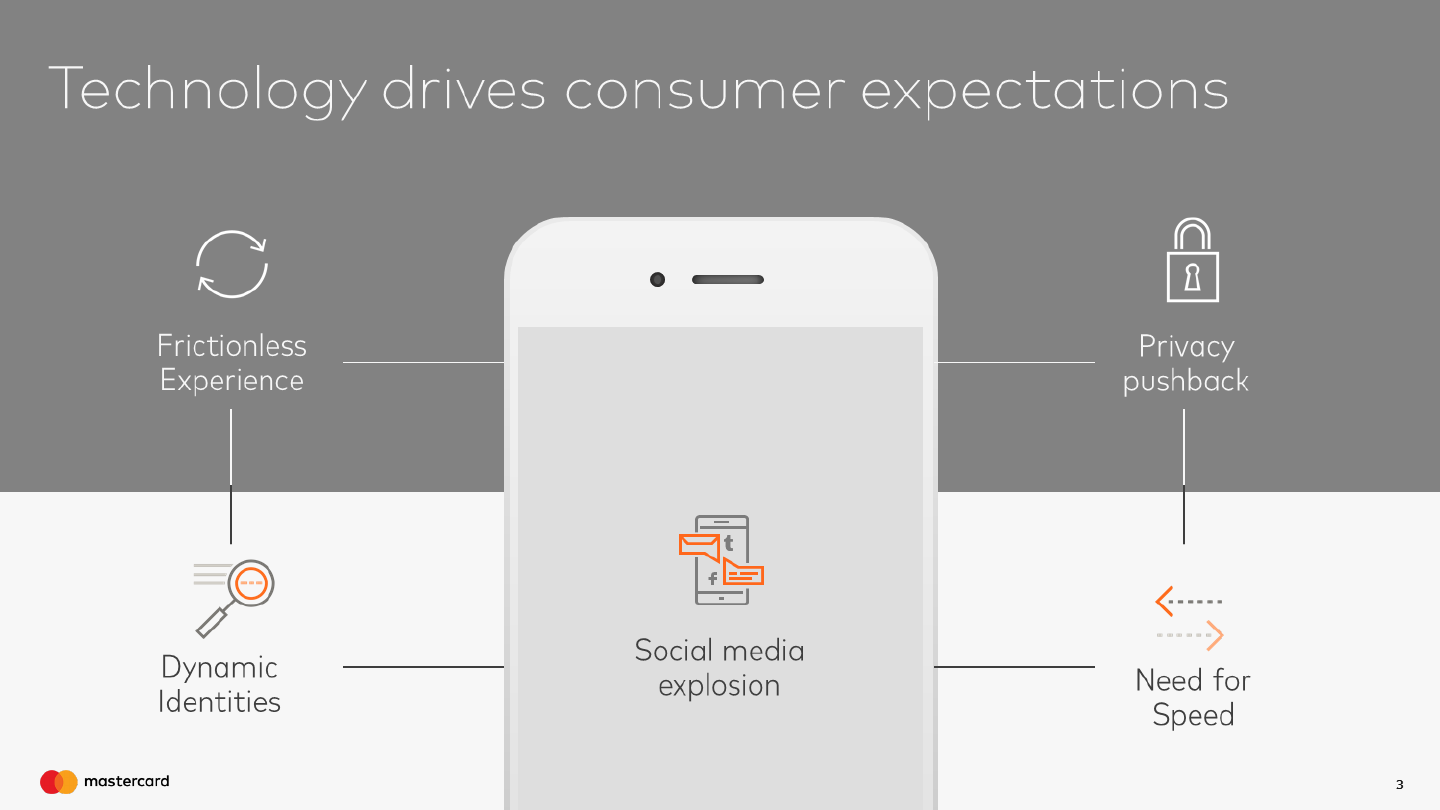 Technology drives consumer expectations
Frictionless
Experience
Privacy
pushback
t
f
Social media
explosion
Dynamic
Identities
Need for
Speed
mastercard
3